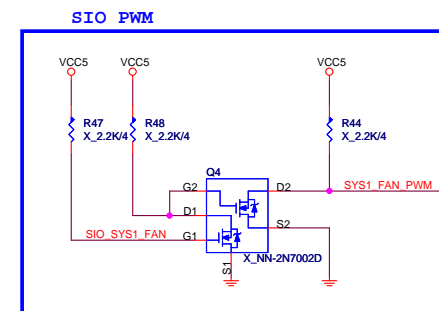 SIO PWM
VCC5 VCC5 VCC5
R47 R48 R44
X_2.2K/4 X_2.2K/4 X_2.2K/4
Q4
G2 D2 SYS1_FAN_PWM
D1 S2
SIO_SYS1_FAN G1
S1 X_NN-2N7002D